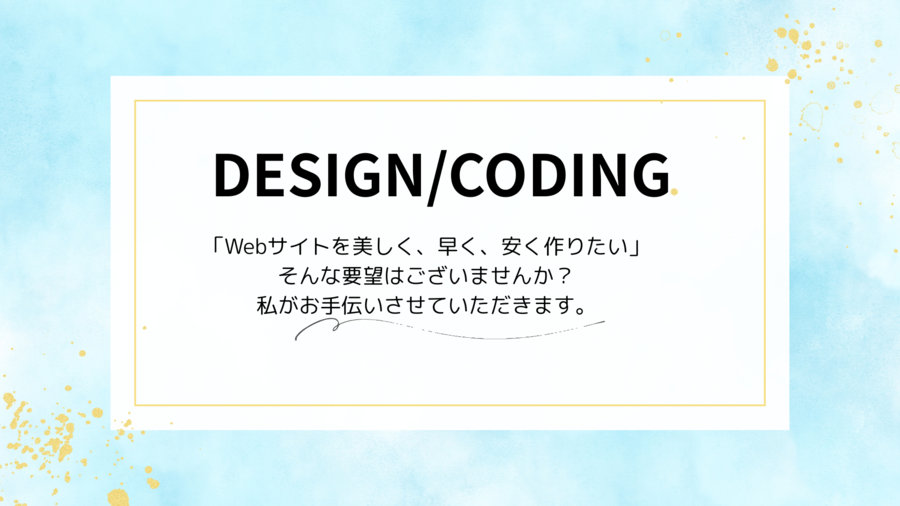 DESIGN/CODING
「Webサイトを美しく、早く、安く作りたい」
そんな要望はございませんか？
私がお手伝いさせていただきます。